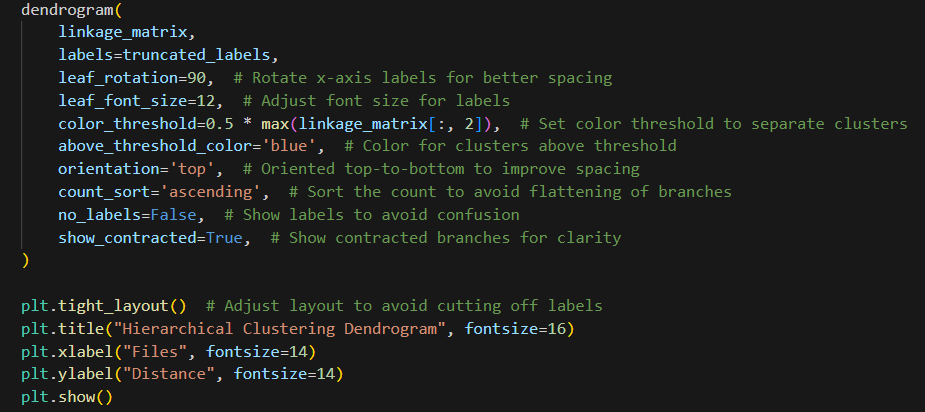 dendrogram(
    linkage_matrix,
    labels=truncated_labels,
    leaf_rotation=90,  # Rotate x-axis labels for better spacing
    leaf_font_size=12,  # Adjust font size for labels
    color_threshold=0.5 * max(linkage_matrix[:, 2]),  # Set color threshold to separate clusters
    above_threshold_color='blue',  # Color for clusters above threshold
    orientation='top',  # Oriented top-to-bottom to improve spacing
    count_sort='ascending',  # Sort the count to avoid flattening of branches
    no_labels=False,  # Show labels to avoid confusion
    show_contracted=True,  # Show contracted branches for clarity
)

plt.tight_layout()  # Adjust layout to avoid cutting off labels
plt.title("Hierarchical Clustering Dendrogram", fontsize=16)
plt.xlabel("Files", fontsize=14)
plt.ylabel("Distance", fontsize=14)
plt.show()